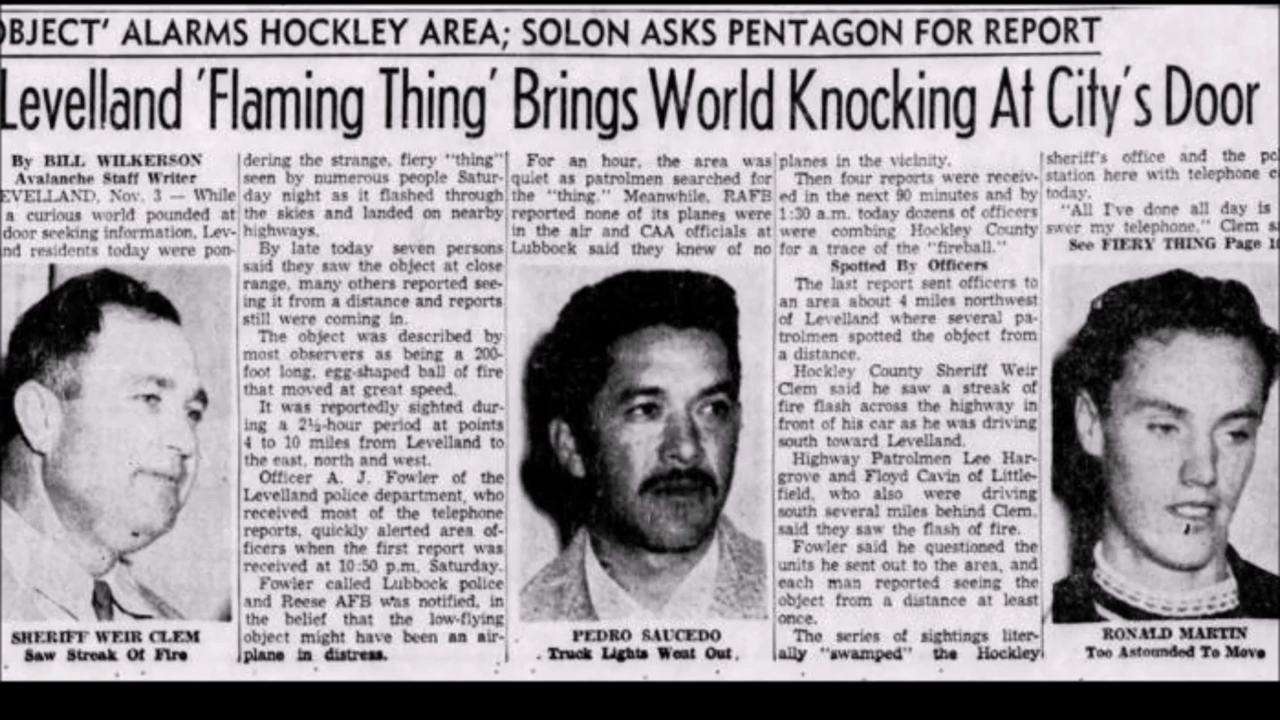 OBJECT' ALARMS HOCKLEY AREA; SOLON ASKS PENTAGON FOR REPORT
Levelland 'Flaming Thing' Brings World Knocking At City's Door
By BILL WILKERSON
Avalanche Staff Writer
EVELLAND, Nov. 3 — While
a curious world pounded at
door seeking information, Lev-
nd residents today were pon-
SHERIFF WEIR CLEM
Saw Streak Of Fire
dering the strange, fiery "thing"
seen by numerous people Satur-
day night as it flashed through
the skies and landed on nearby
highways.
By late today seven persons
said they saw the object at close
range, many others reported see-
ing it from a distance and reports
still were coming in.
The object was described by
most observers as being a 200-
foot long, egg-shaped ball of fire
that moved at great speed.
It was reportedly sighted dur-
ing a 2½-hour period at points
4 to 10 miles from Levelland to
the east, north and west.
Officer A. J. Fowler of the
Levelland police department, who
received most of the telephone
reports, quickly alerted area of-
ficers when the first report was
received at 10:50 p.m. Saturday.
Fowler called Lubbock police
and Reese AFB was notified, in
the belief that the low-flying
object might have been an air-
plane in distress.
For an hour, the area was
quiet as patrolmen searched for
the "thing." Meanwhile, RAFB
reported none of its planes were
in the air and CAA officials at
Lubbock said they knew of no
PEDRO SAUCEDO
Truck Lights Went Out
planes in the vicinity.
Then four reports were receiv-
ed in the next 90 minutes and by
1:30 a.m. today dozens of officers
were combing Hockley County
for a trace of the "fireball."
Spotted By Officers
The last report sent officers to
an area about 4 miles northwest
of Levelland where several pa-
trolmen spotted the object from
a distance.
Hockley County Sheriff Weir
Clem said he saw a streak of
fire flash across the highway in
front of his car as he was driving
south toward Levelland.
Highway Patrolmen Lee Har-
grove and Floyd Cavin of Little-
field, who also were driving
south several miles behind Clem,
said they saw the flash of fire.
Fowler said he questioned the
units he sent out to the area, and
each man reported seeing the
object from a distance at least
once.
The series of sightings liter-
ally "swamped" the Hockley
sheriff's office and the
station here with telephone
today.
"All I've done all day is
swer my telephone," Clem
See FIERY THING Page
RONALD MARTIN
Too Astounded To Move